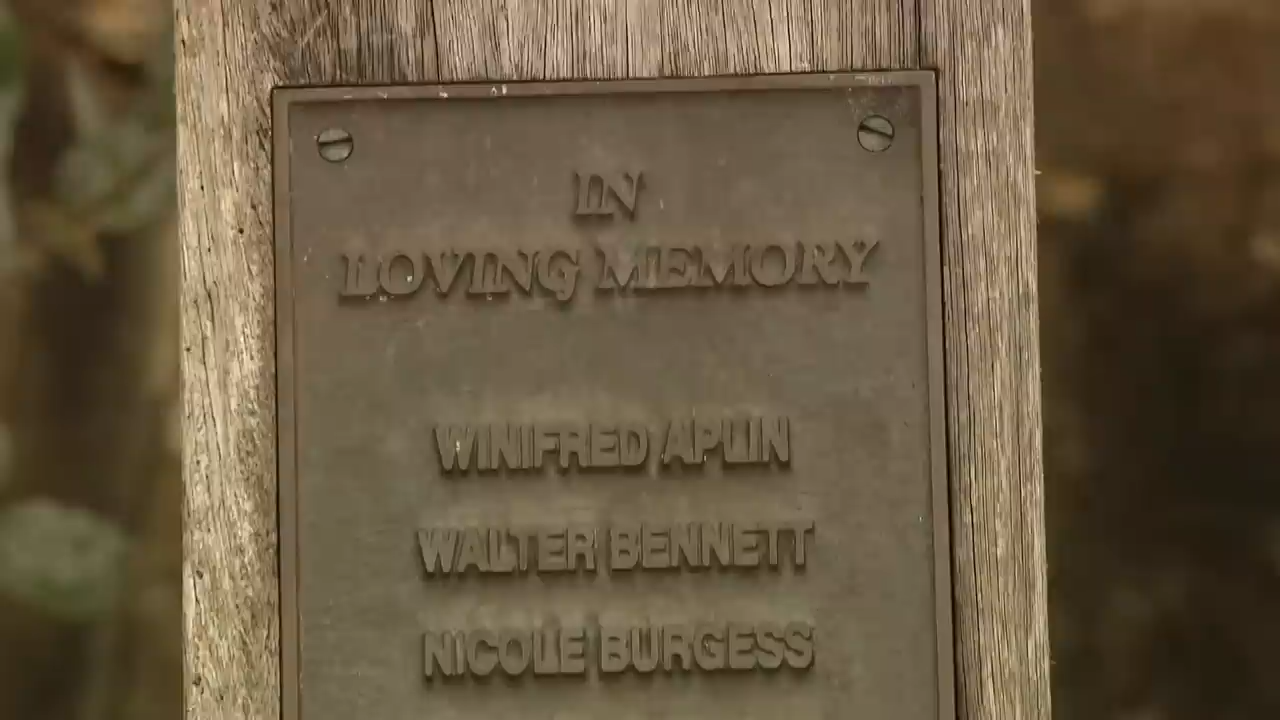 IN
LOVING MEMORY
WINIFRED APLIN
WALTER BENNETT
NICOLE BURGESS